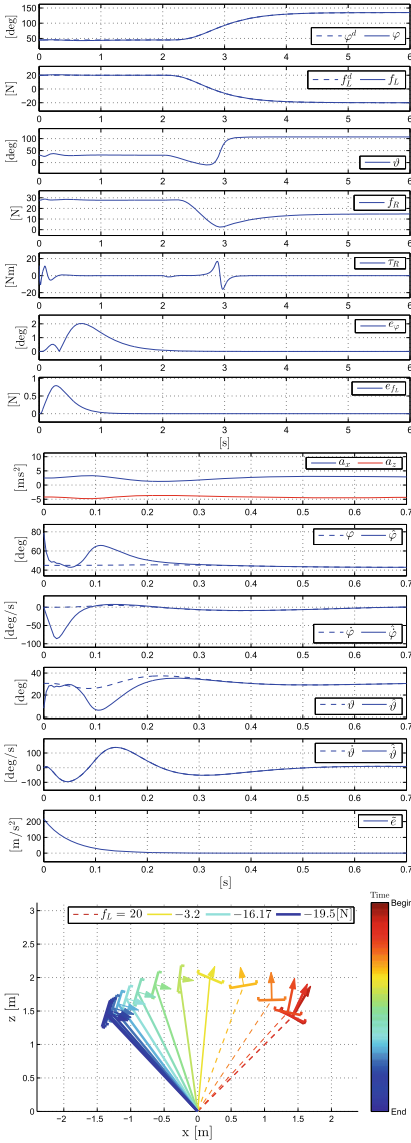 [deg]
150
100
50
0 1 2 3 4 5 6
φᵈ φ
[N]
20
0
−20
0 1 2 3 4 5 6
f_L^d f_L
[deg]
100
50
0
0 1 2 3 4 5 6
ϑ
[N]
30
20
10
0
0 1 2 3 4 5 6
f_R
[Nm]
20
0
−20
0 1 2 3 4 5 6
τ_R
[deg]
2
1
0
0 1 2 3 4 5 6
e_φ
[N]
1
0.5
0
0 1 2 3 4 5 6
e_{f_L}
[s]
[ms²]
10
5
0
−5
0 0.1 0.2 0.3 0.4 0.5 0.6 0.7
a_x a_z
[deg]
80
60
40
0 0.1 0.2 0.3 0.4 0.5 0.6 0.7
φ φ̂
[deg/s]
0
−50
−100
0 0.1 0.2 0.3 0.4 0.5 0.6 0.7
φ̇ φ̇̂
[deg]
40
20
0
0 0.1 0.2 0.3 0.4 0.5 0.6 0.7
ϑ ϑ̂
[deg/s]
100
0
−100
0 0.1 0.2 0.3 0.4 0.5 0.6 0.7
ϑ̇ ϑ̇̂
[m/s²]
200
100
0
0 0.1 0.2 0.3 0.4 0.5 0.6 0.7
[s]
Time
Begin
End
f_L = 20 −3.2 −16.17 −19.5[N]
z [m]
3
2.5
2
1.5
1
0.5
0
−2 −1.5 −1 −0.5 0 0.5 1 1.5 2
x [m]